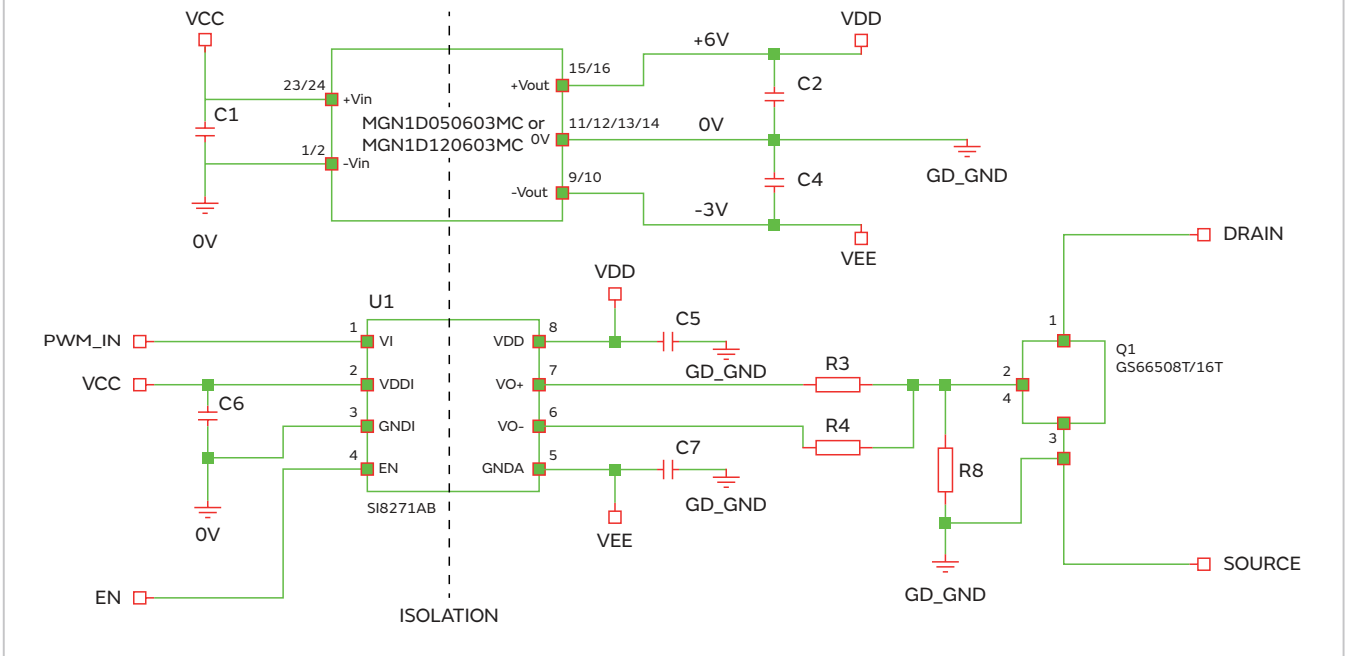 VCC
VDD
+6V
15/16
23/24
+Vout
C2
+Vin
C1
MGN1D050603MC or
MGN1D120603MC
11/12/13/14
0V
0V
1/2
-Vin
GD_GND
9/10
C4
-Vout
-3V
0V
VEE
DRAIN
VDD
U1
C5
1
8
1
PWM_IN
VI
VDD
Q1
GS66508T/16T
GD_GND
R3
2
7
2
VCC
VDDI
VO+
4
C6
3
6
GNDI
VO-
R4
3
C7
4
5
EN
GNDA
R8
SI8271AB
GD_GND
0V
VEE
SOURCE
EN
GD_GND
ISOLATION